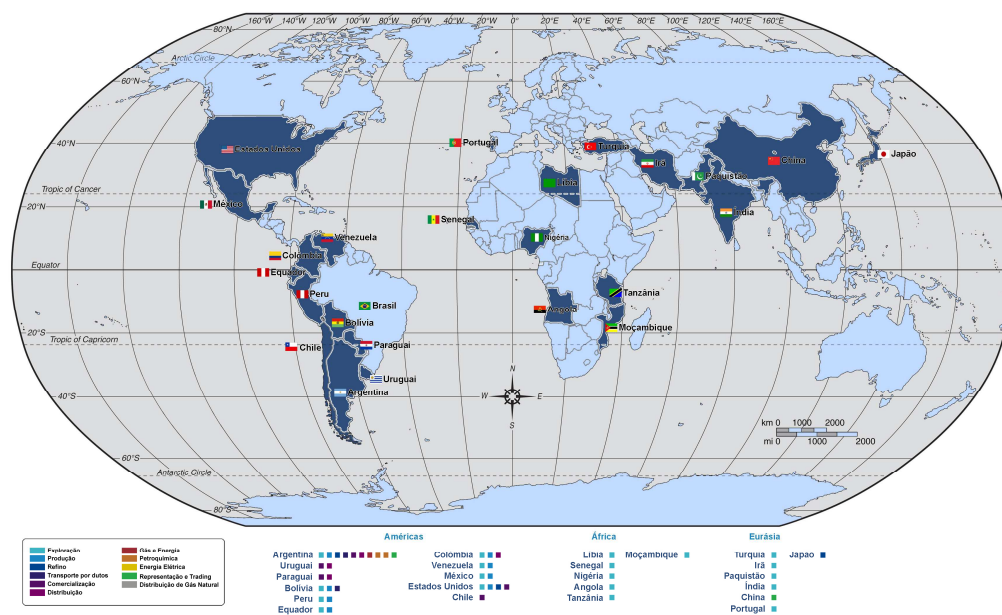 160°W 140°W 120°W 100°W 80°W 60°W 40°W 20°W 0° 20°E 40°E 60°E 80°E 100°E 120°E 140°E 160°E
80°N
Arctic Circle
60°N
40°N
Estados Unidos
Portugal
Turquia
Irã
China
Japão
Paquistão
Tropic of Cancer
Líbia
20°N
México
Senegal
Índia
Venezuela
Nigéria
Colombia
Equator
Equador
Peru
Brasil
Tanzânia
Angola
Bolívia
Moçambique
20°S
Tropic of Capricorn
Chile
Paraguai
Uruguai
Argentina
N
W E
S
40°S
km 0 1000 2000
mi 0 1000 2000
60°S
Antarctic Circle
80°S
Exploração
Produção
Refino
Transporte por dutos
Comercialização
Distribuição
Gás e Energia
Petroquímica
Energia Elétrica
Representação e Trading
Distribuição de Gás Natural
Américas
Argentina
Uruguai
Paraguai
Bolivia
Peru
Equador
Colombia
Venezuela
México
Estados Unidos
Chile
África
Líbia
Senegal
Nigéria
Angola
Tanzânia
Moçambique
Eurásia
Turquia
Irã
Paquistão
Índia
China
Portugal
Japao